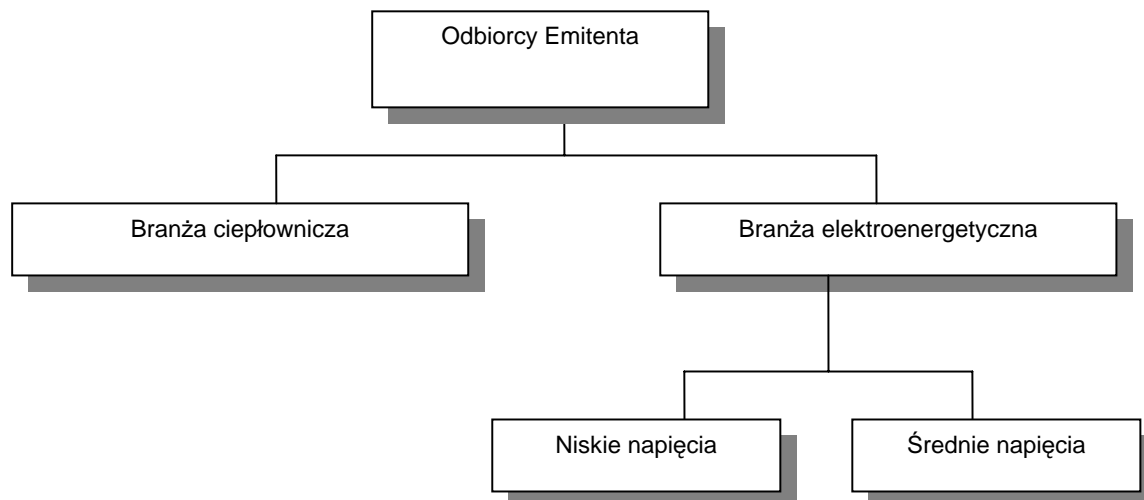 Odbiorcy Emitenta
Branża ciepłownicza
Branża elektroenergetyczna
Niskie napięcia
Średnie napięcia